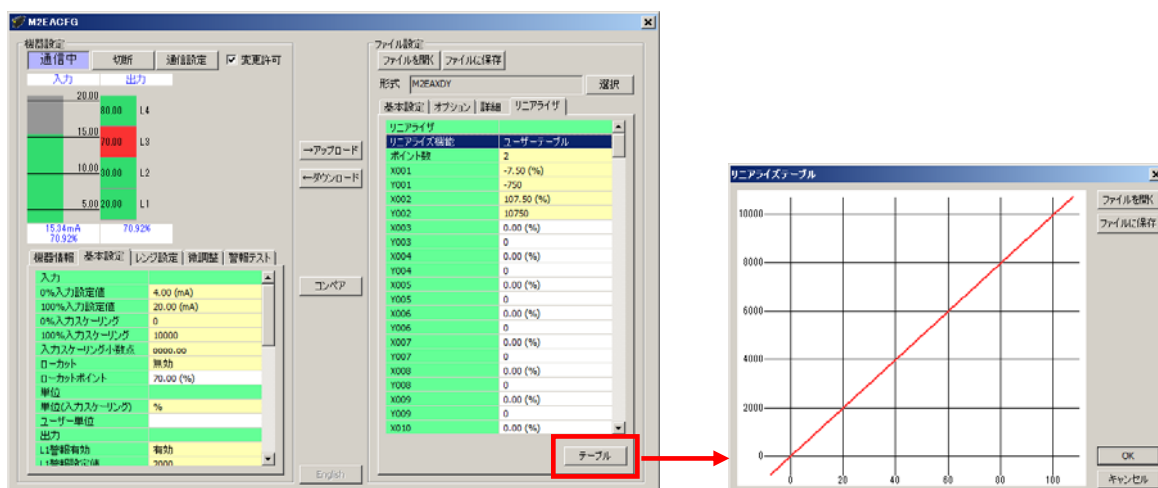 M2EACFG
機器設定
通信中 切断 通信設定 変更許可
入力 出力
20.00
80.00 L4
15.00
70.00 L3
10.00
30.00 L2
5.00 20.00 L1
15.34mA 70.92%
70.92%
機器情報 基本設定 レンジ設定 微調整 警報テスト
入力
0%入力設定値 4.00 (mA)
100%入力設定値 20.00 (mA)
0%入力スケーリング 0
100%入力スケーリング 10000
入力スケーリング小数点 oooo.oo
ローカット 無効
ローカットポイント 70.00 (%)
単位
単位(入力スケーリング) %
ユーザー単位
出力
L1警報有効 有効
L1警報設定値 2000
→アップロード
←ダウンロード
コンペア
English
ファイル設定
ファイルを開く ファイルに保存
形式 M2EAXDY 選択
基本設定 オプション 詳細 リニアライザ
リニアライザ
リニアライズ機能 ユーザーテーブル
ポイント数 2
X001 -7.50 (%)
Y001 -750
X002 107.50 (%)
Y002 10750
X003 0.00 (%)
Y003 0
X004 0.00 (%)
Y004 0
X005 0.00 (%)
Y005 0
X006 0.00 (%)
Y006 0
X007 0.00 (%)
Y007 0
X008 0.00 (%)
Y008 0
X009 0.00 (%)
Y009 0
X010 0.00 (%)
テーブル
リニアライズテーブル
ファイルを開く
ファイルに保存
10000
8000
6000
4000
2000
0
0 20 40 60 80 100
OK
キャンセル